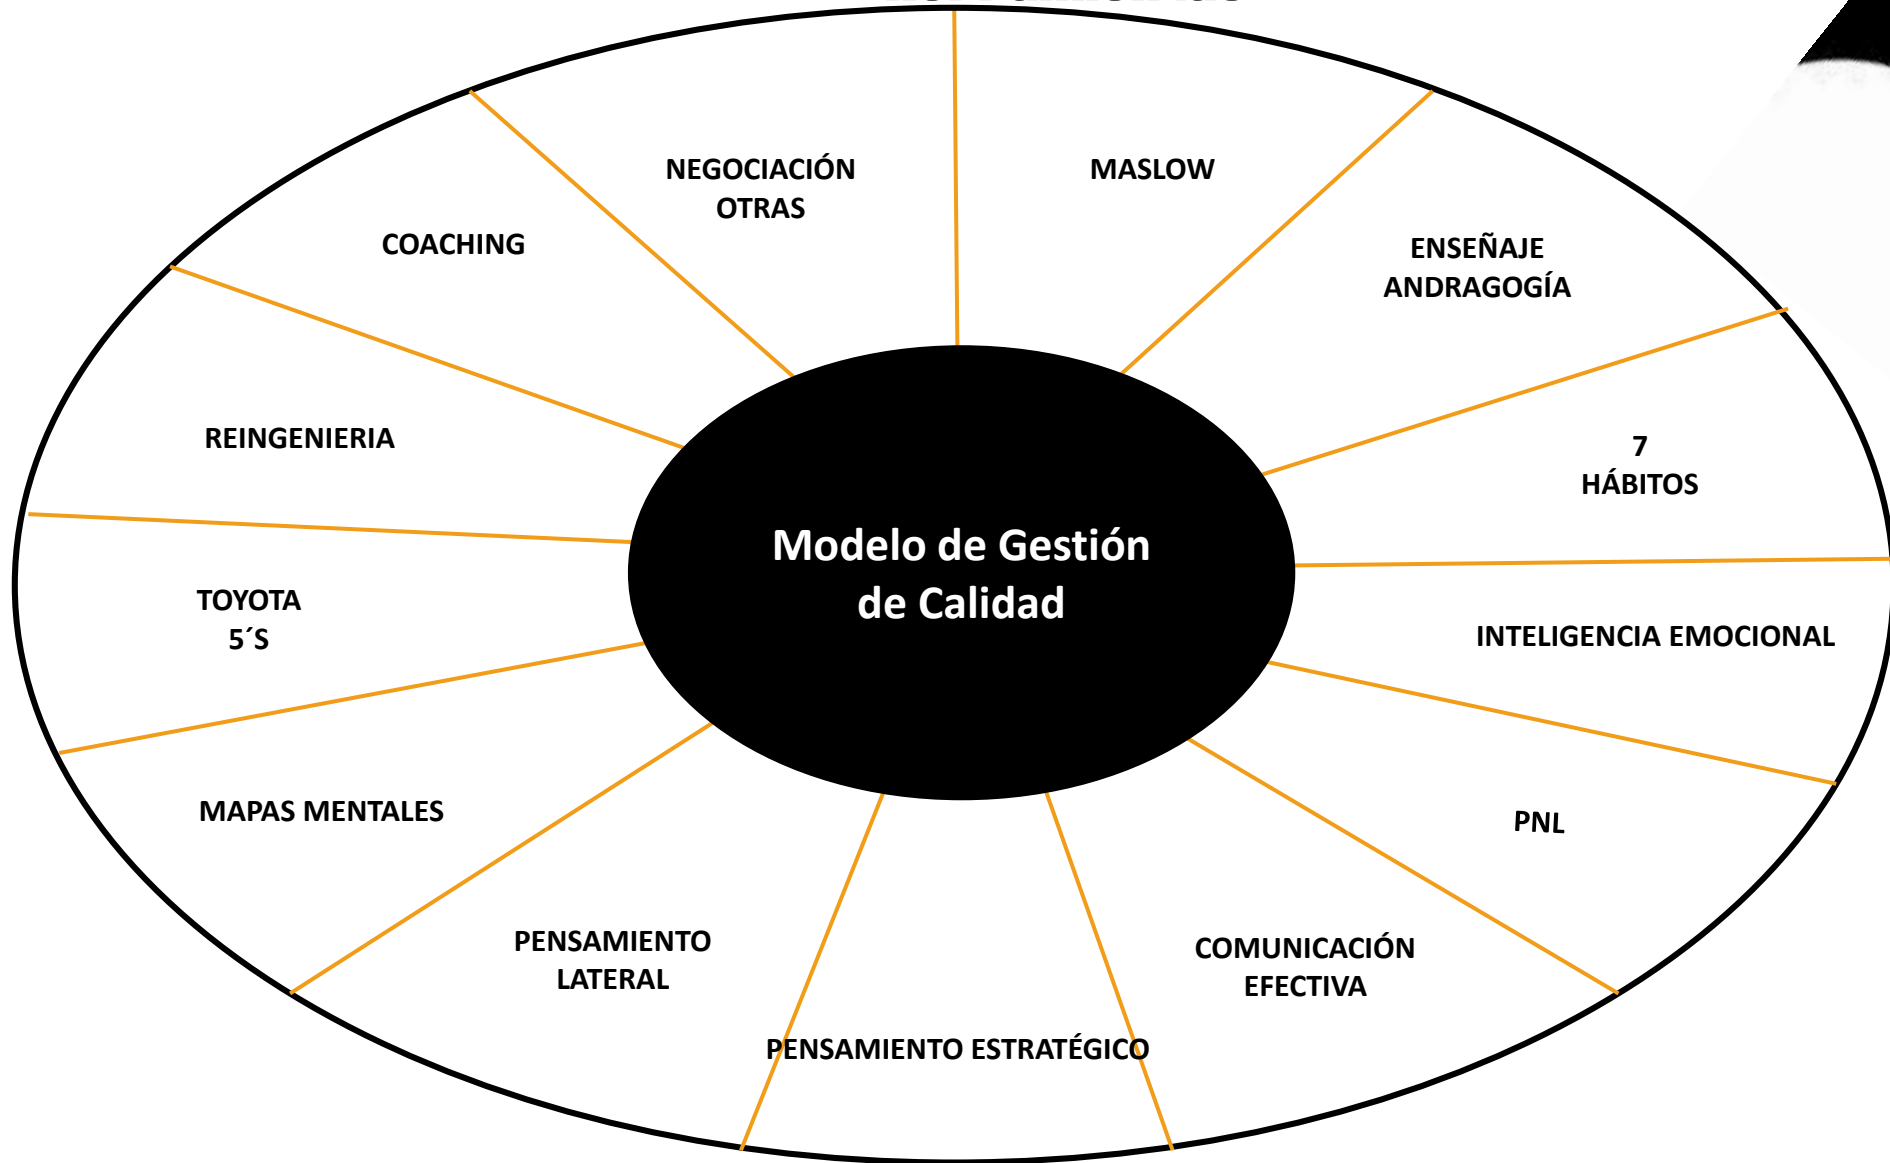 NEGOCIACIÓN
OTRAS
MASLOW
COACHING
ENSEÑAJE
ANDRAGOGÍA
REINGENIERIA
7
HÁBITOS
Modelo de Gestión
de Calidad
TOYOTA
5´S
INTELIGENCIA EMOCIONAL
MAPAS MENTALES
PNL
PENSAMIENTO
LATERAL
COMUNICACIÓN
EFECTIVA
PENSAMIENTO ESTRATÉGICO